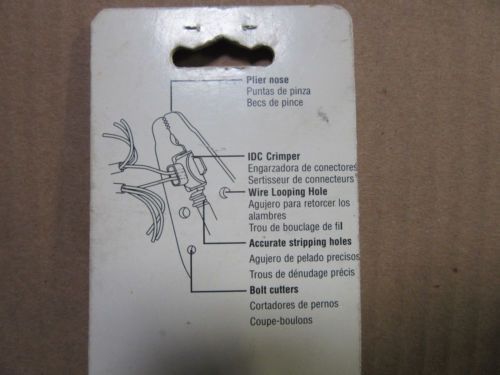 Plier nose
Puntas de pinza
Becs de pince
IDC Crimper
Engarzadora de conectores
Sertisseur de connecteurs
Wire Looping Hole
Agujero para retorcer los
alambres
Trou de bouclage de fil
Accurate stripping holes
Agujero de pelado precisos
Trous de dénudage précis
Bolt cutters
Cortadores de pernos
Coupe-boulons